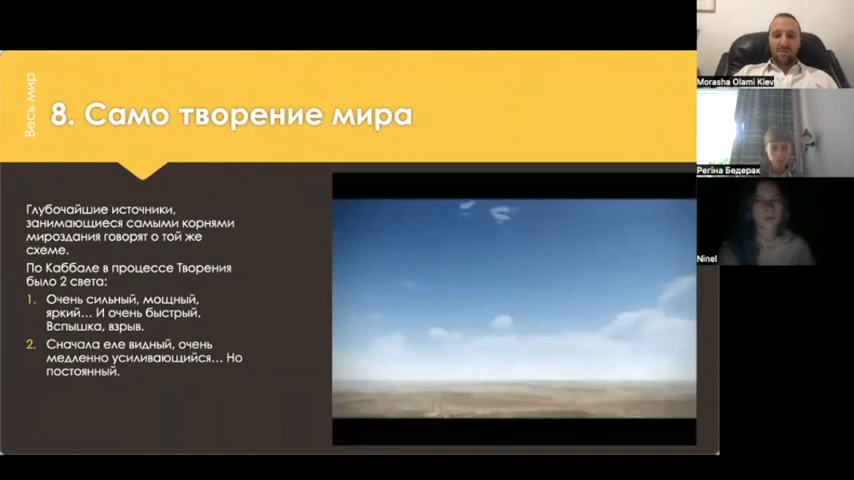 Весь мир
8. Само творение мира
Глубочайшие источники,
занимающиеся самыми корнями
мироздания говорят о той же
схеме.
По Каббале в процессе Творения
было 2 света:
1. Очень сильный, мощный,
яркий... И очень быстрый.
Вспышка, взрыв.
2. Сначала еле видный, очень
медленно усиливающийся... Но
постоянный.
Morasha Olami Kiev
Регіна Бедерак
Ninel